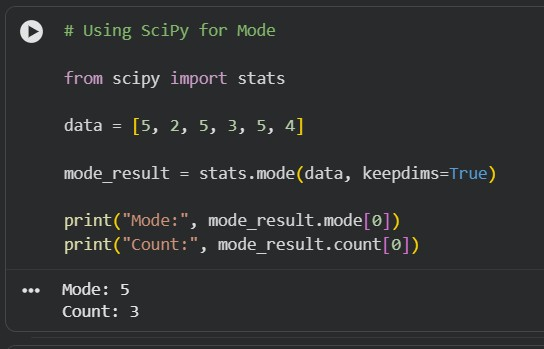 # Using SciPy for Mode
from scipy import stats
data = [5, 2, 5, 3, 5, 4]
mode_result = stats.mode(data, keepdims=True)
print("Mode:", mode_result.mode[0])
print("Count:", mode_result.count[0])
Mode: 5
Count: 3